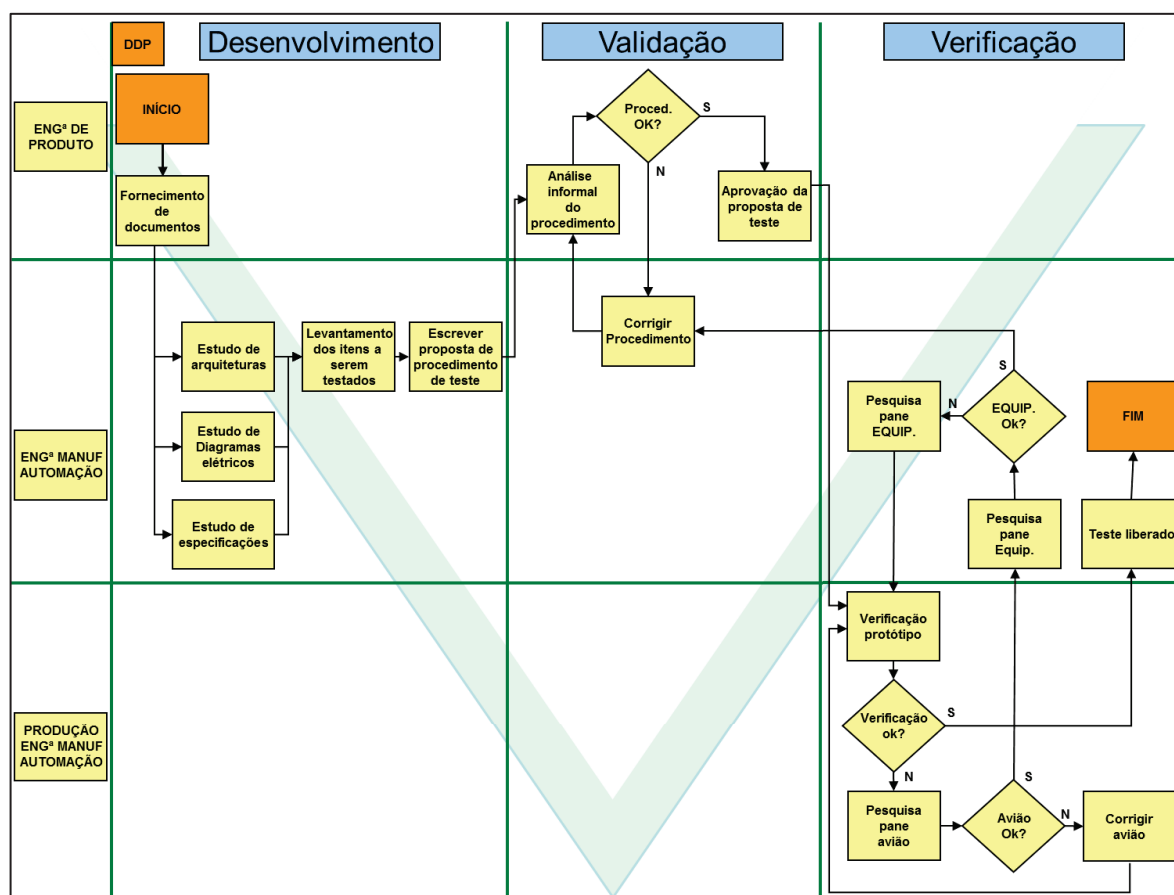 DDP
Desenvolvimento
Validação
Verificação
ENGª DE
PRODUTO
INÍCIO
Fornecimento
de
documentos
Análise
informal
do
procedimento
Proced.
OK?
S
N
Aprovação da
proposta de
teste
ENGª MANUF
AUTOMAÇÃO
Estudo de
arquiteturas
Estudo de
Diagramas
elétricos
Estudo de
especificações
Levantamento
dos itens a
serem
testados
Escrever
proposta de
procedimento
de teste
Corrigir
Procedimento
Pesquisa
pane
EQUIP.
N
S
EQUIP.
Ok?
FIM
Pesquisa
pane
Equip.
Teste liberado
PRODUÇÃO
ENGª MANUF
AUTOMAÇÃO
Verificação
protótipo
Verificação
ok?
S
N
Pesquisa
pane
avião
Avião
Ok?
S
N
Corrigir
avião